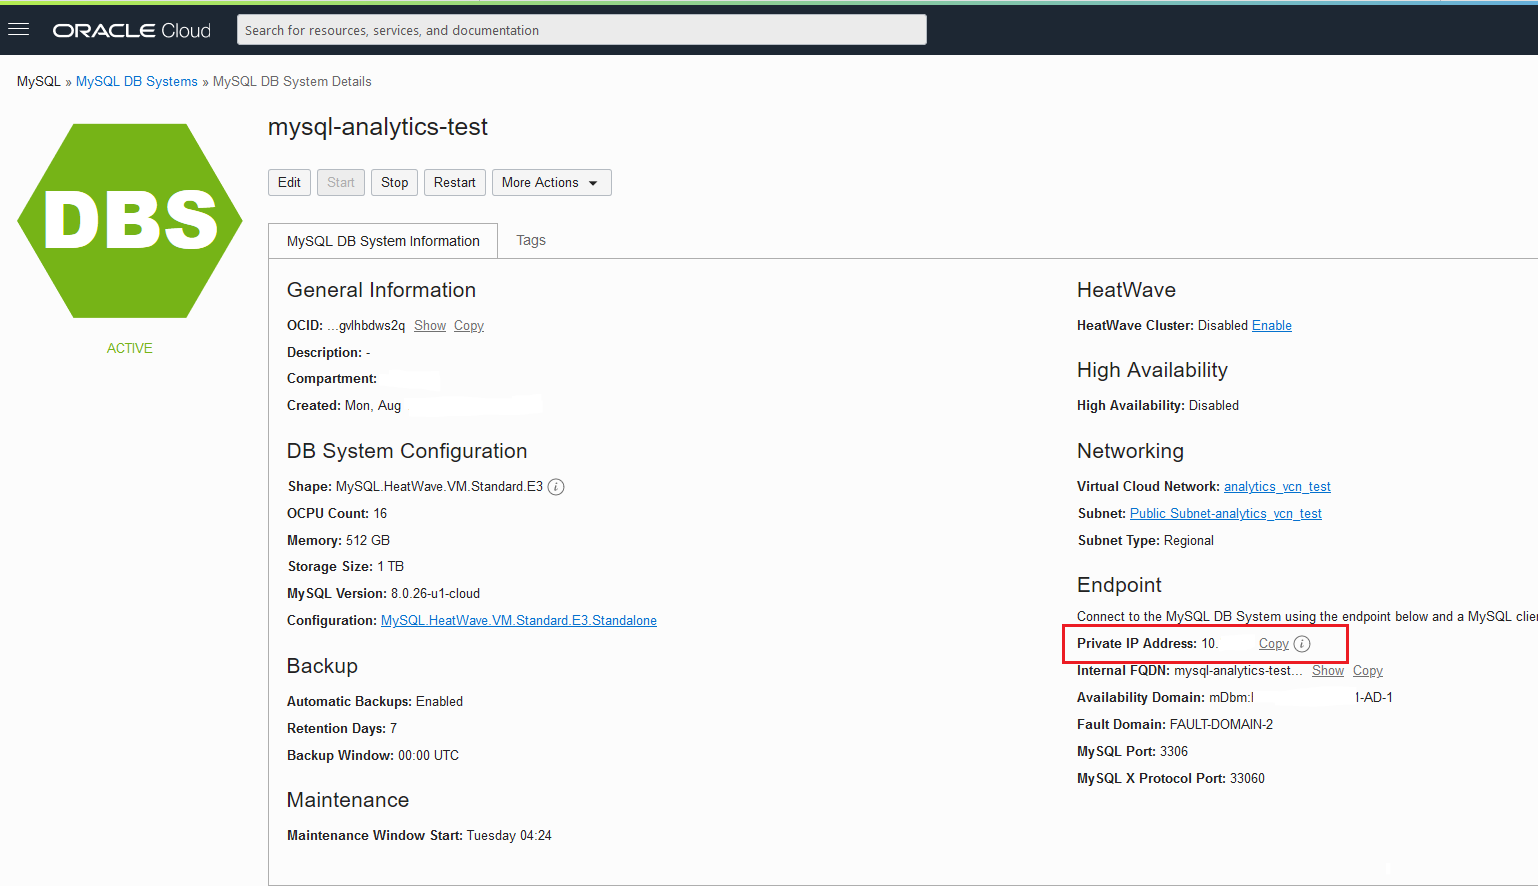 ORACLE Cloud
Search for resources, services, and documentation
MySQL » MySQL DB Systems » MySQL DB System Details
DBS
ACTIVE
mysql-analytics-test
Edit Start Stop Restart More Actions
MySQL DB System Information Tags
General Information
OCID: ...gvlhbdws2q Show Copy
Description: -
Compartment:
Created: Mon, Aug
DB System Configuration
Shape: MySQL.HeatWave.VM.Standard.E3
OCPU Count: 16
Memory: 512 GB
Storage Size: 1 TB
MySQL Version: 8.0.26-u1-cloud
Configuration: MySQL.HeatWave.VM.Standard.E3.Standalone
Backup
Automatic Backups: Enabled
Retention Days: 7
Backup Window: 00:00 UTC
Maintenance
Maintenance Window Start: Tuesday 04:24
HeatWave
HeatWave Cluster: Disabled Enable
High Availability
High Availability: Disabled
Networking
Virtual Cloud Network: analytics_vcn_test
Subnet: Public Subnet-analytics_vcn_test
Subnet Type: Regional
Endpoint
Connect to the MySQL DB System using the endpoint below and a MySQL clie
Private IP Address: 10. Copy
Internal FQDN: mysql-analytics-test... Show Copy
Availability Domain: mDbm: 1-AD-1
Fault Domain: FAULT-DOMAIN-2
MySQL Port: 3306
MySQL X Protocol Port: 33060